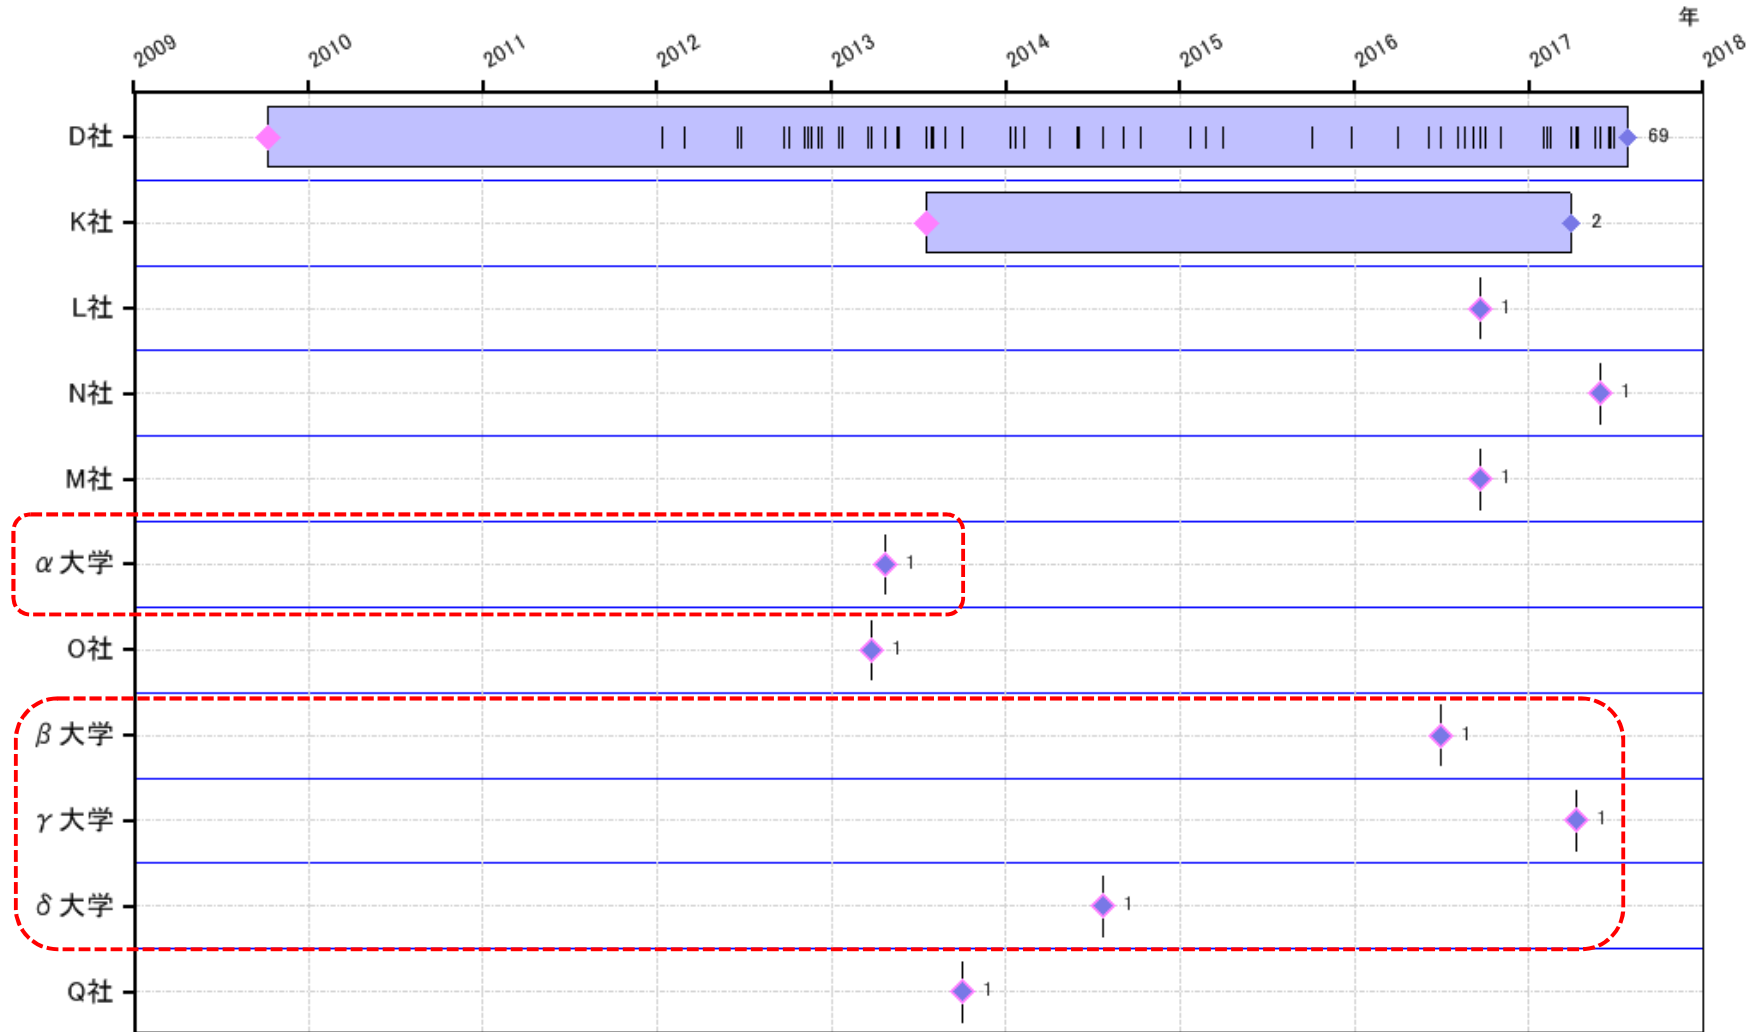 年
2009 2010 2011 2012 2013 2014 2015 2016 2017 2018
D社 69
K社 2
L社 1
N社 1
M社 1
α大学 1
O社 1
β大学 1
γ大学 1
δ大学 1
Q社 1